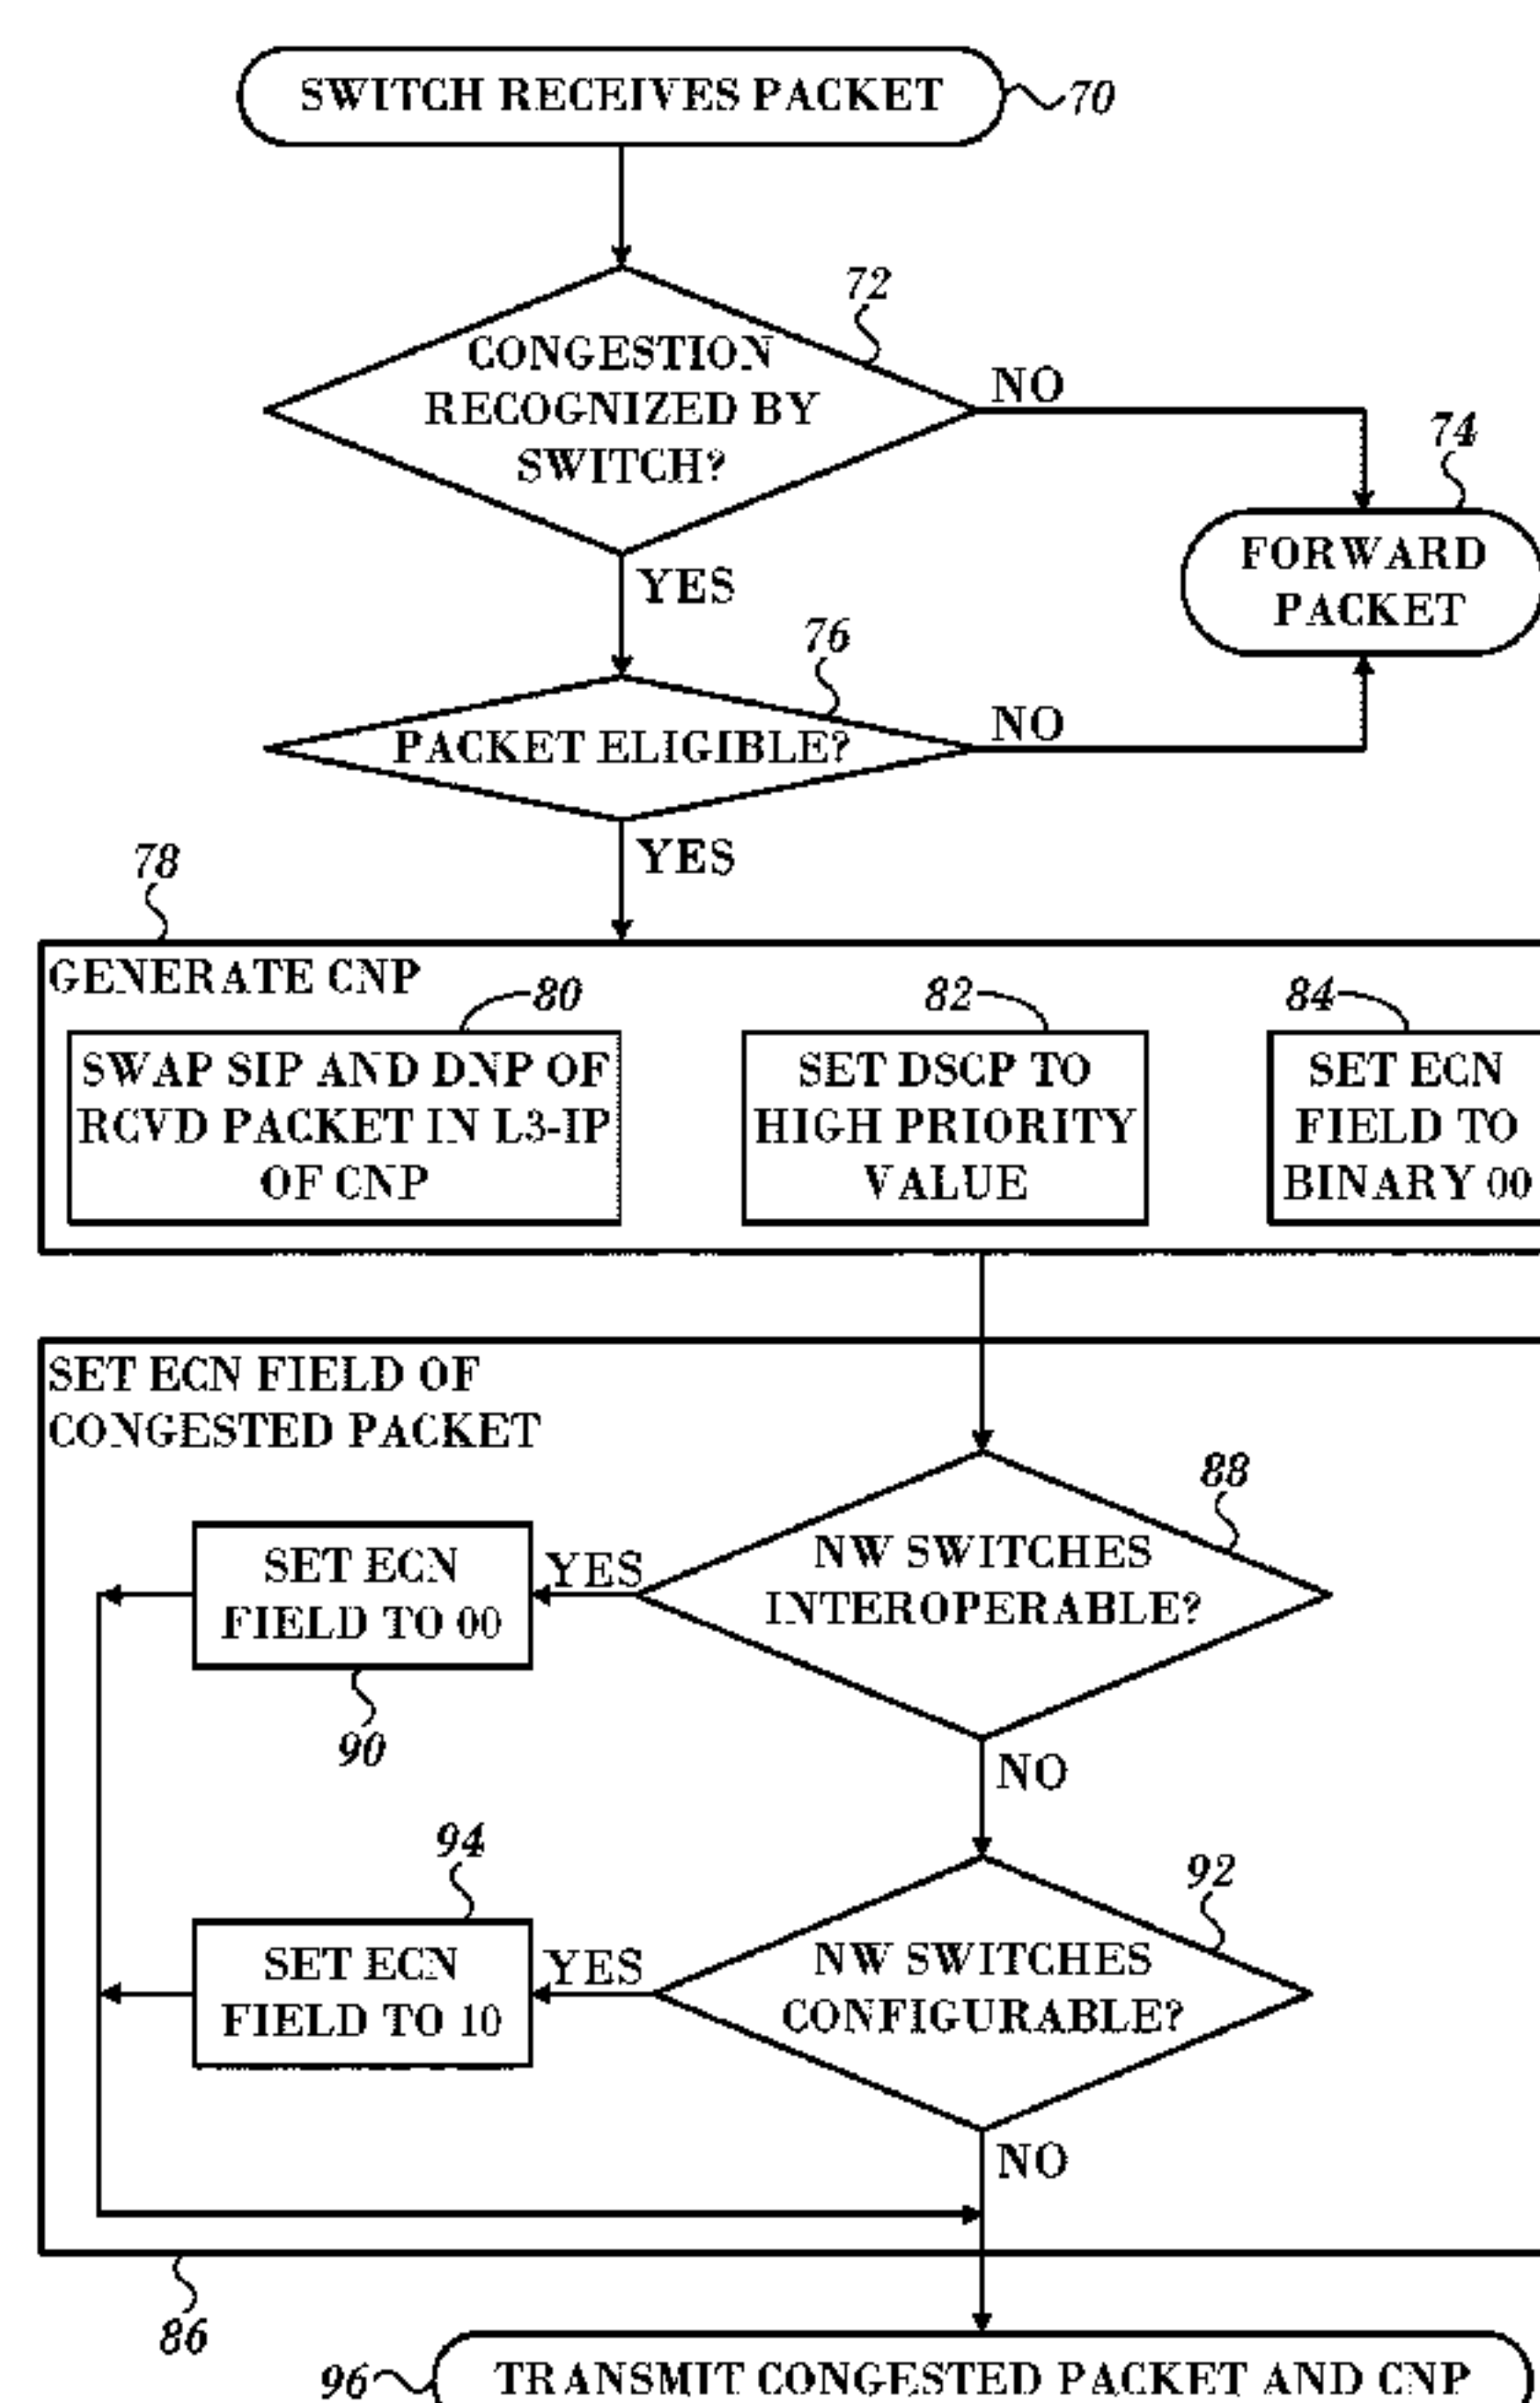 SWITCH RECEIVES PACKET
70
72
CONGESTION
RECOGNIZED BY
SWITCH?
NO
74
FORWARD
PACKET
YES
76
PACKET ELIGIBLE?
NO
YES
78
GENERATE CNP
80
SWAP SIP AND DNP OF
RCVD PACKET IN L3-IP
OF CNP
82
SET DSCP TO
HIGH PRIORITY
VALUE
84
SET ECN
FIELD TO
BINARY 00
SET ECN FIELD OF
CONGESTED PACKET
88
NW SWITCHES
INTEROPERABLE?
YES
SET ECN
FIELD TO 00
90
NO
92
NW SWITCHES
CONFIGURABLE?
YES
94
SET ECN
FIELD TO 10
NO
86
96
TRANSMIT CONGESTED PACKET AND CNP